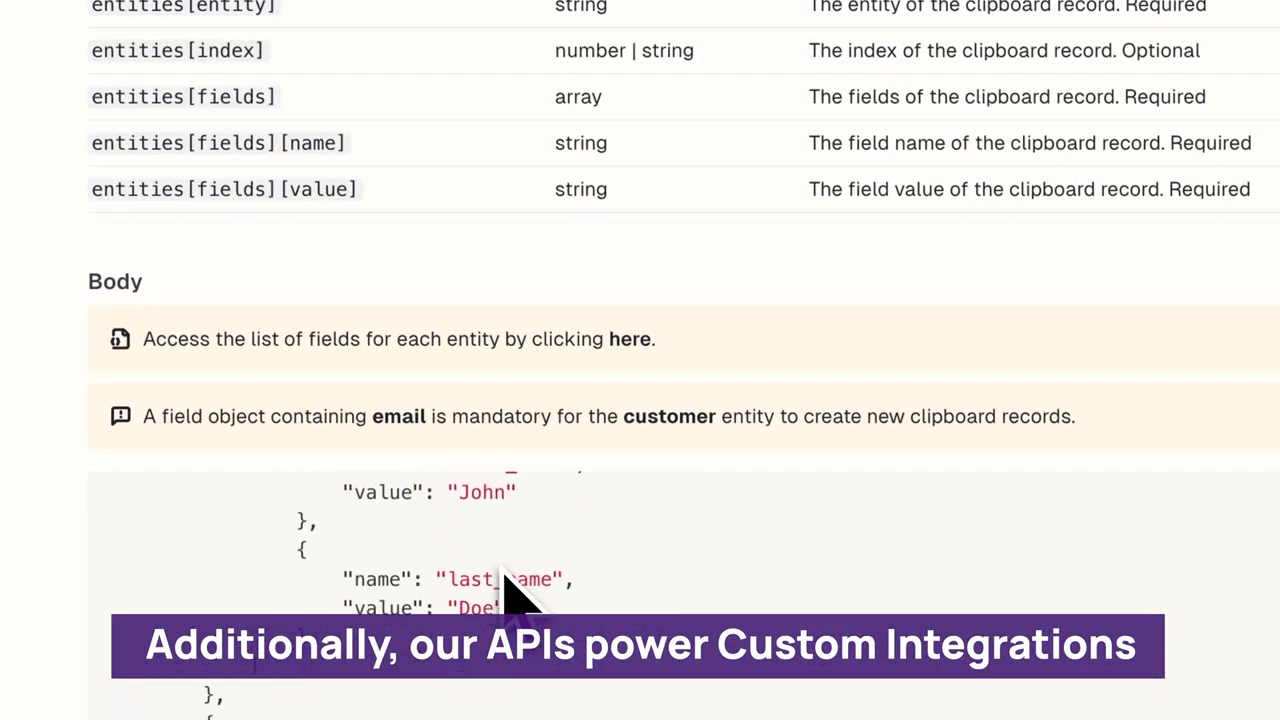 entities[entity] string The entity of the clipboard record. Required
entities[index] number | string The index of the clipboard record. Optional
entities[fields] array The fields of the clipboard record. Required
entities[fields][name] string The field name of the clipboard record. Required
entities[fields][value] string The field value of the clipboard record. Required
Body
Access the list of fields for each entity by clicking here.
A field object containing email is mandatory for the customer entity to create new clipboard records.
"value": "John"
},
{
"name": "last_name",
"value": "Doe"
Additionally, our APIs power Custom Integrations
},